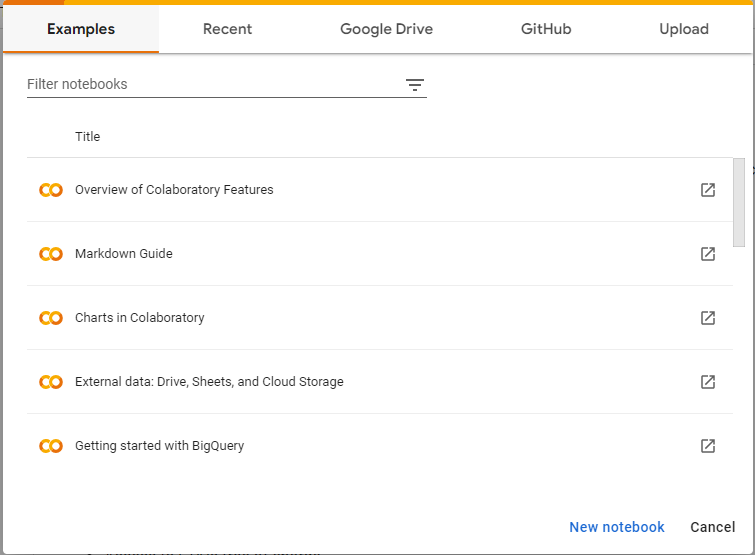 Examples Recent Google Drive GitHub Upload
Filter notebooks
Title
Overview of Colaboratory Features
Markdown Guide
Charts in Colaboratory
External data: Drive, Sheets, and Cloud Storage
Getting started with BigQuery
New notebook Cancel